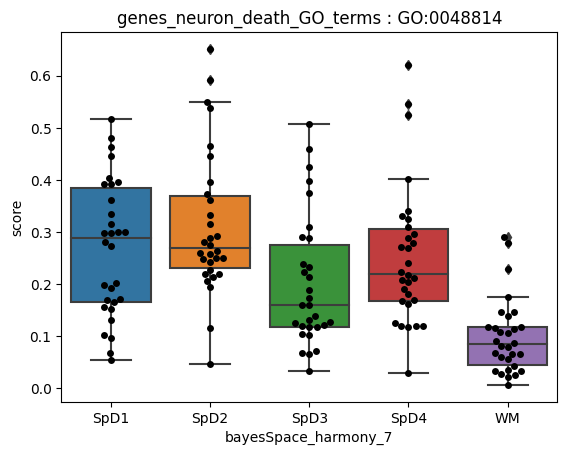 genes_neuron_death_GO_terms : GO:0048814
0.6
0.5
0.4
0.3
0.2
0.1
0.0
score
SpD1 SpD2 SpD3 SpD4 WM
bayesSpace_harmony_7